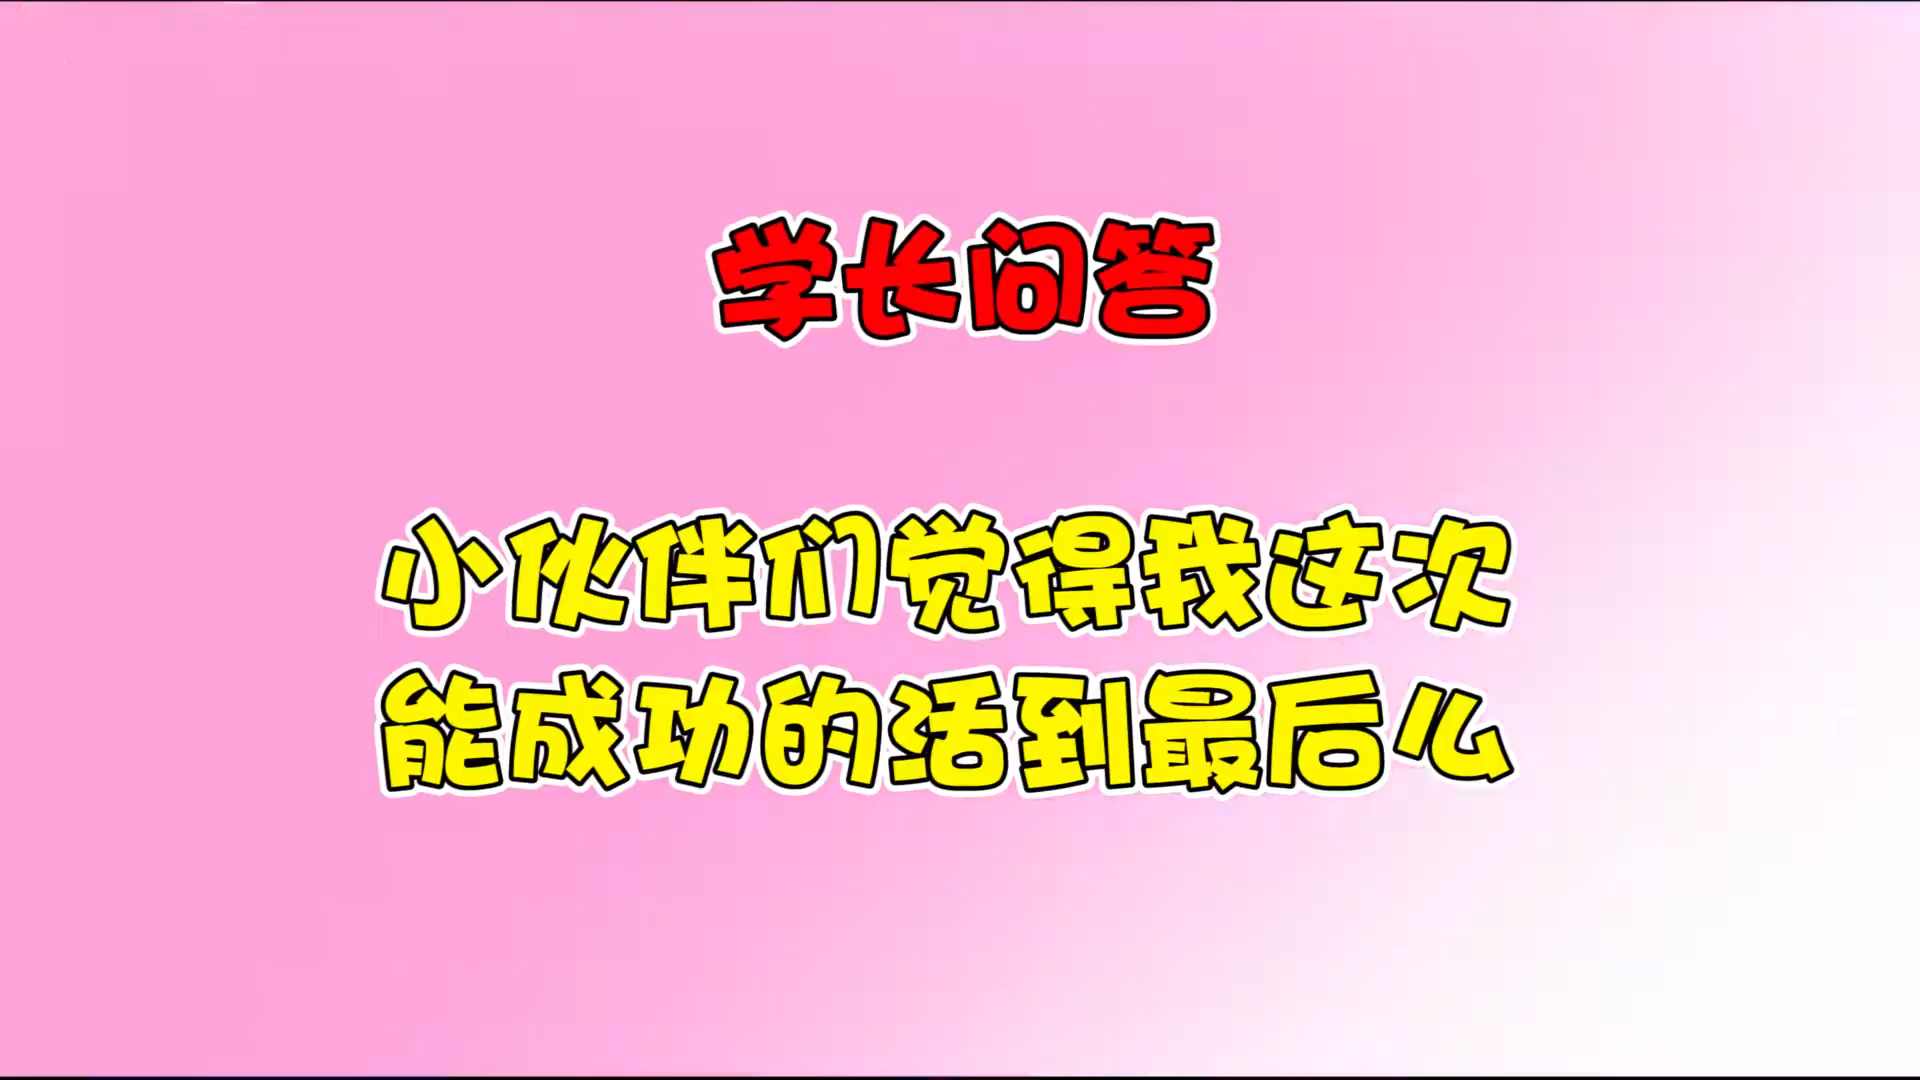 学长问答
小伙伴们觉得我这次
能成功的活到最后么